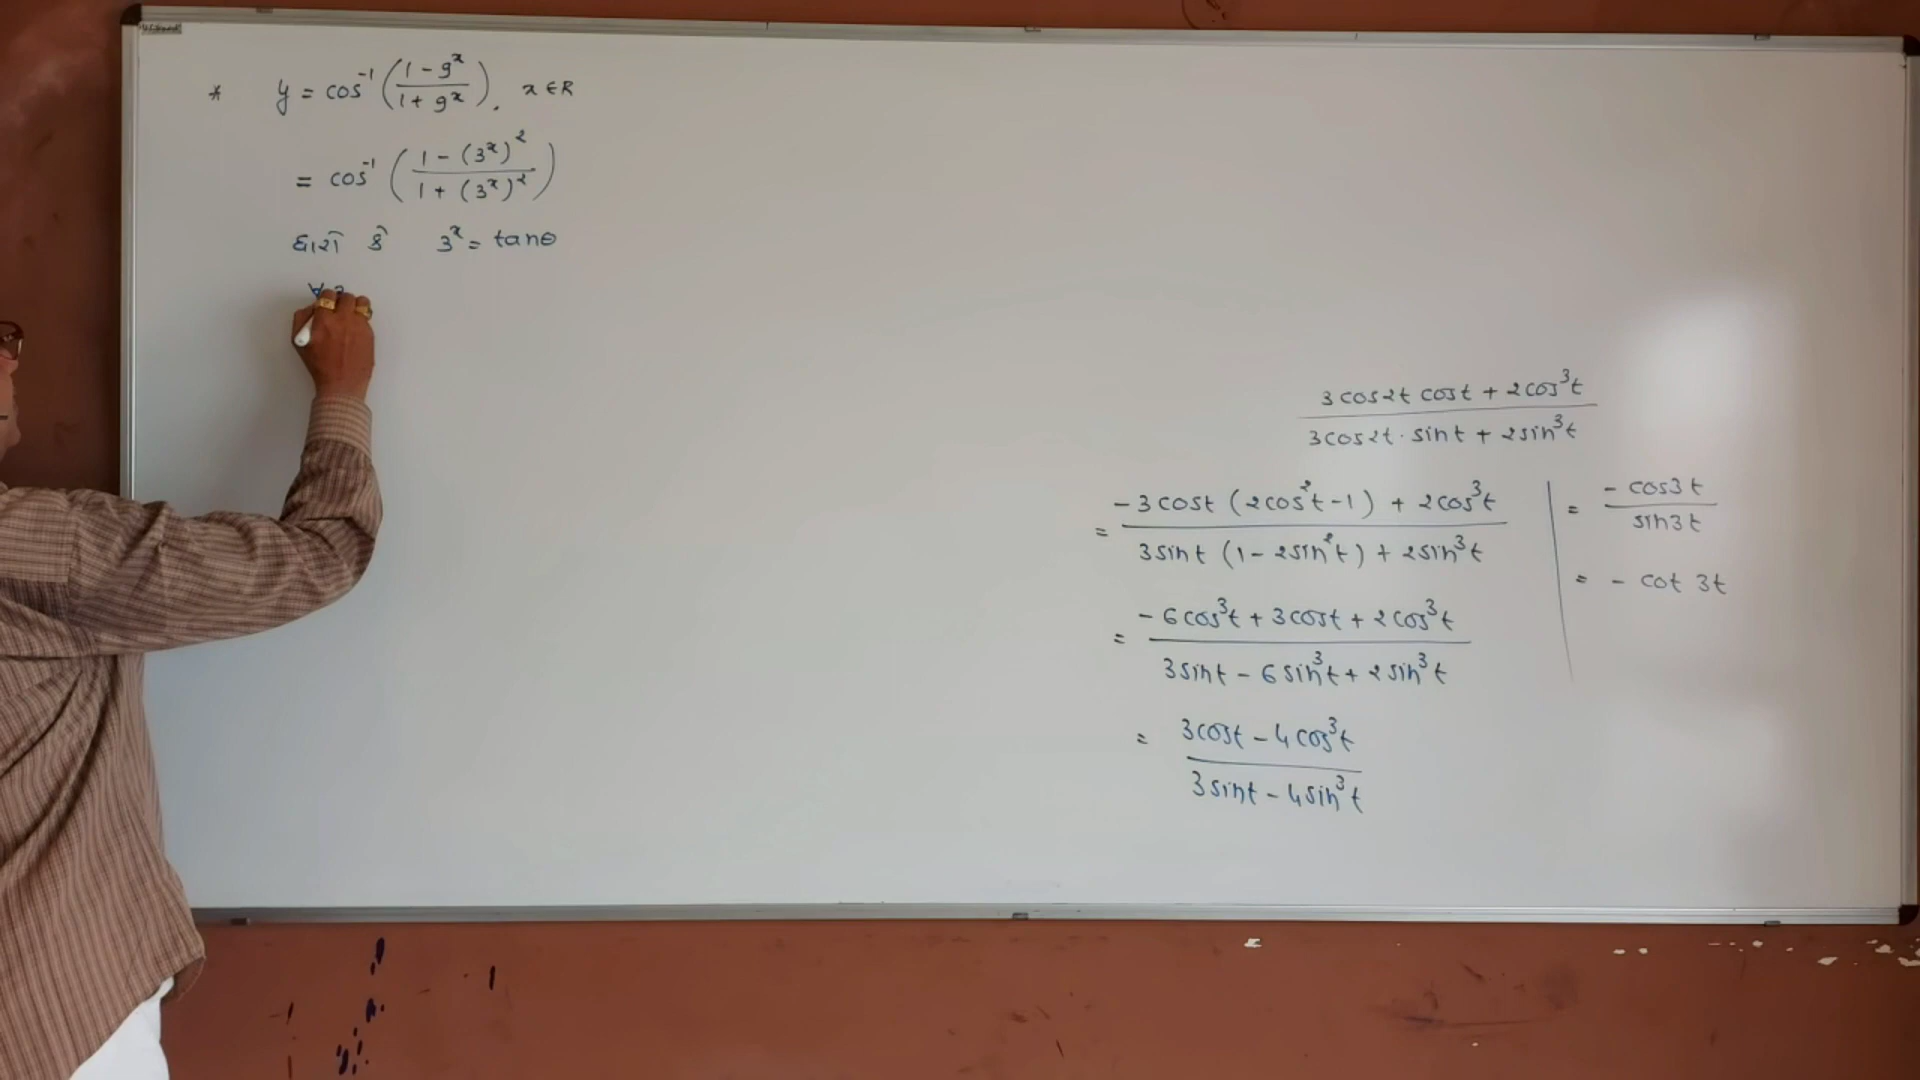 * y = cos⁻¹ (1 - 9ˣ / 1 + 9ˣ), x ∈ R
= cos⁻¹ (1 - (3ˣ)² / 1 + (3ˣ)²)
ધારો કે 3ˣ = tanθ
∀
3cos2t cost + 2cos³t / 3cos2t · sint + 2sin³t
= -3cost (2cos²t - 1) + 2cos³t / 3sint (1 - 2sin²t) + 2sin³t
= -6cos³t + 3cost + 2cos³t / 3sint - 6sin³t + 2sin³t
= 3cost - 4cos³t / 3sint - 4sin³t
= - cos3t / sin3t
= - cot 3t